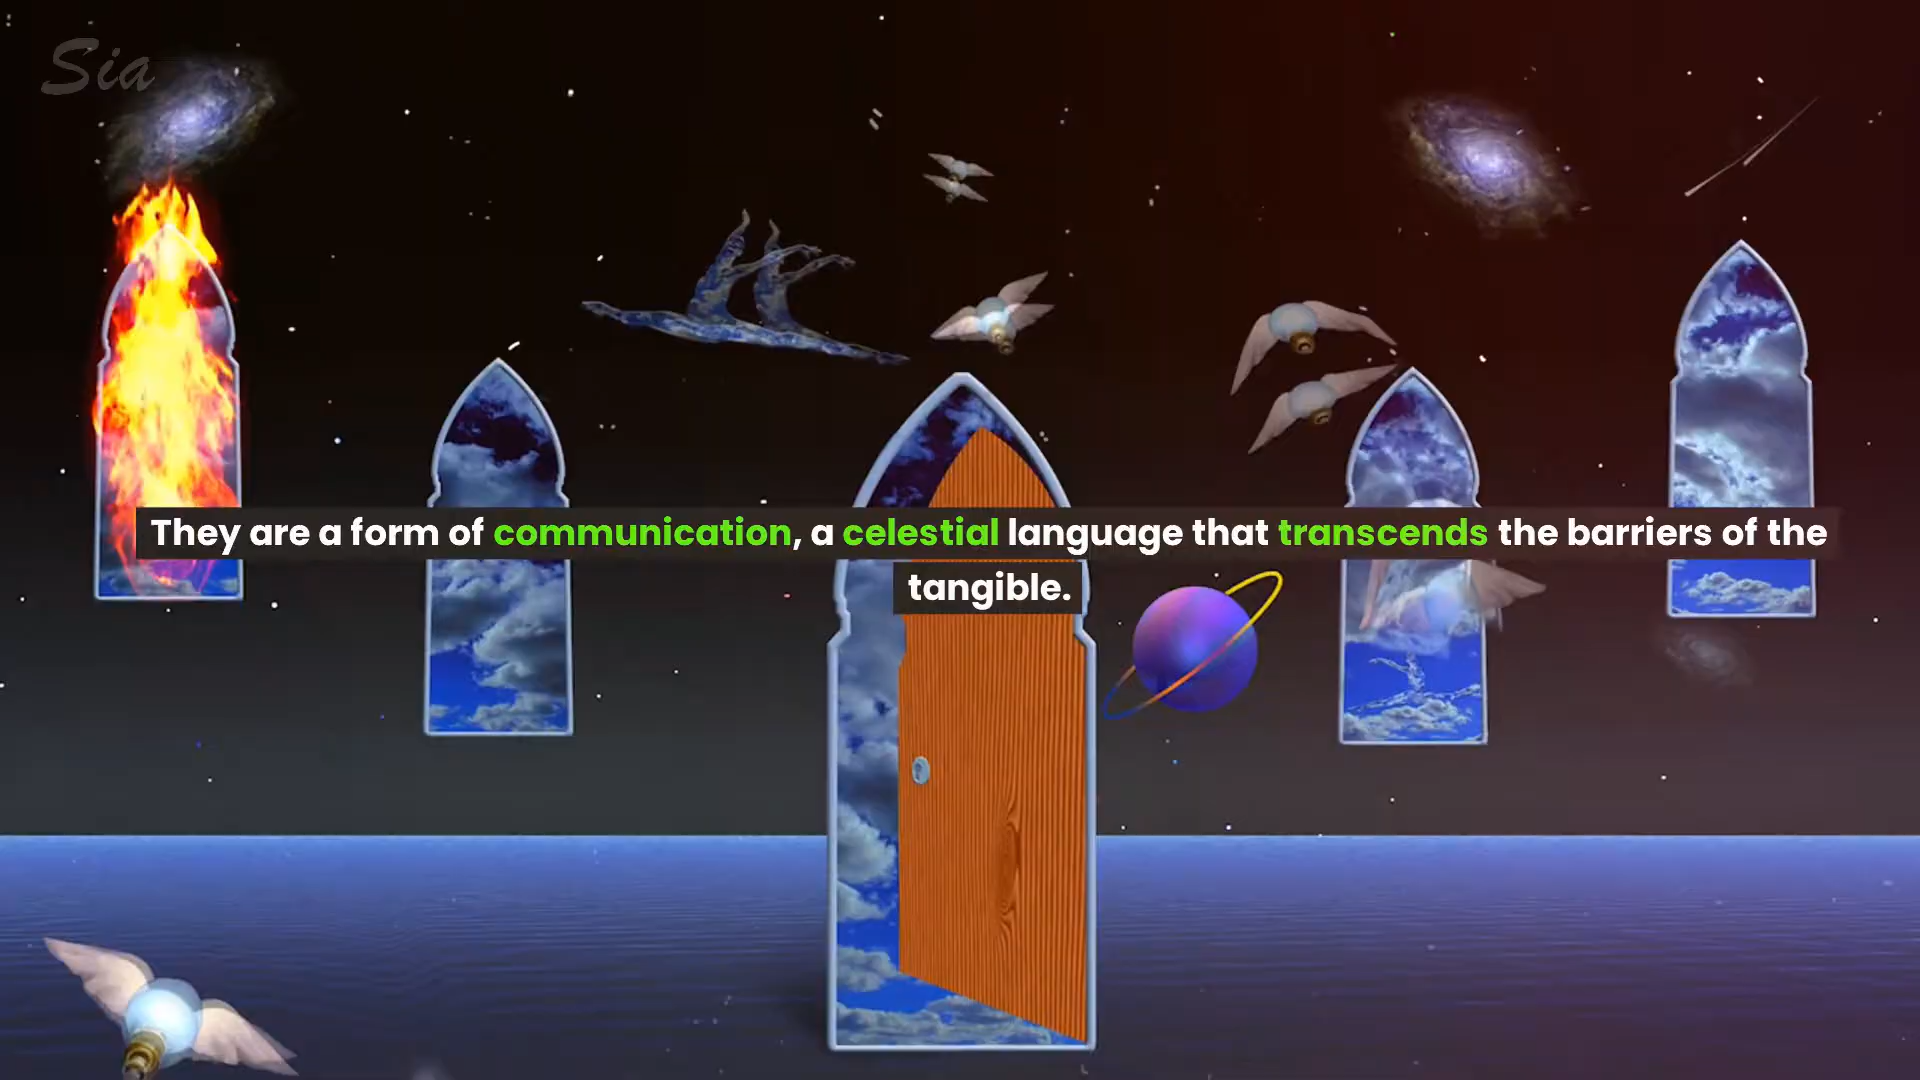 Sia
They are a form of communication, a celestial language that transcends the barriers of the
tangible.